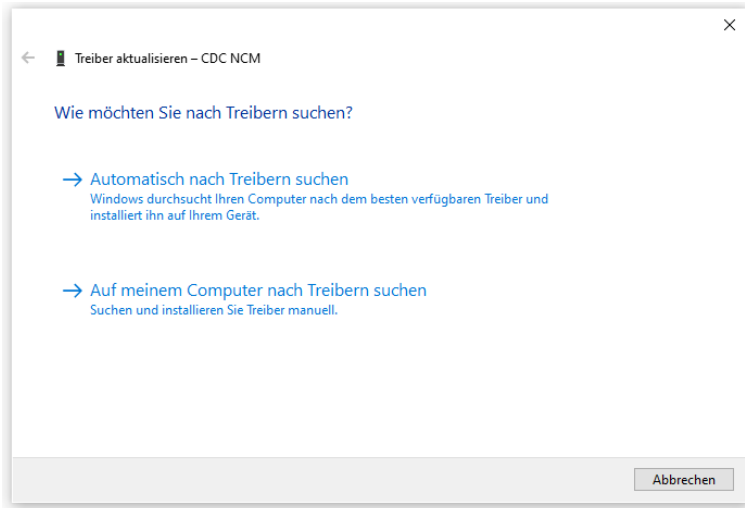 Treiber aktualisieren – CDC NCM
Wie möchten Sie nach Treibern suchen?
Automatisch nach Treibern suchen
Windows durchsucht Ihren Computer nach dem besten verfügbaren Treiber und
installiert ihn auf Ihrem Gerät.
Auf meinem Computer nach Treibern suchen
Suchen und installieren Sie Treiber manuell.
Abbrechen